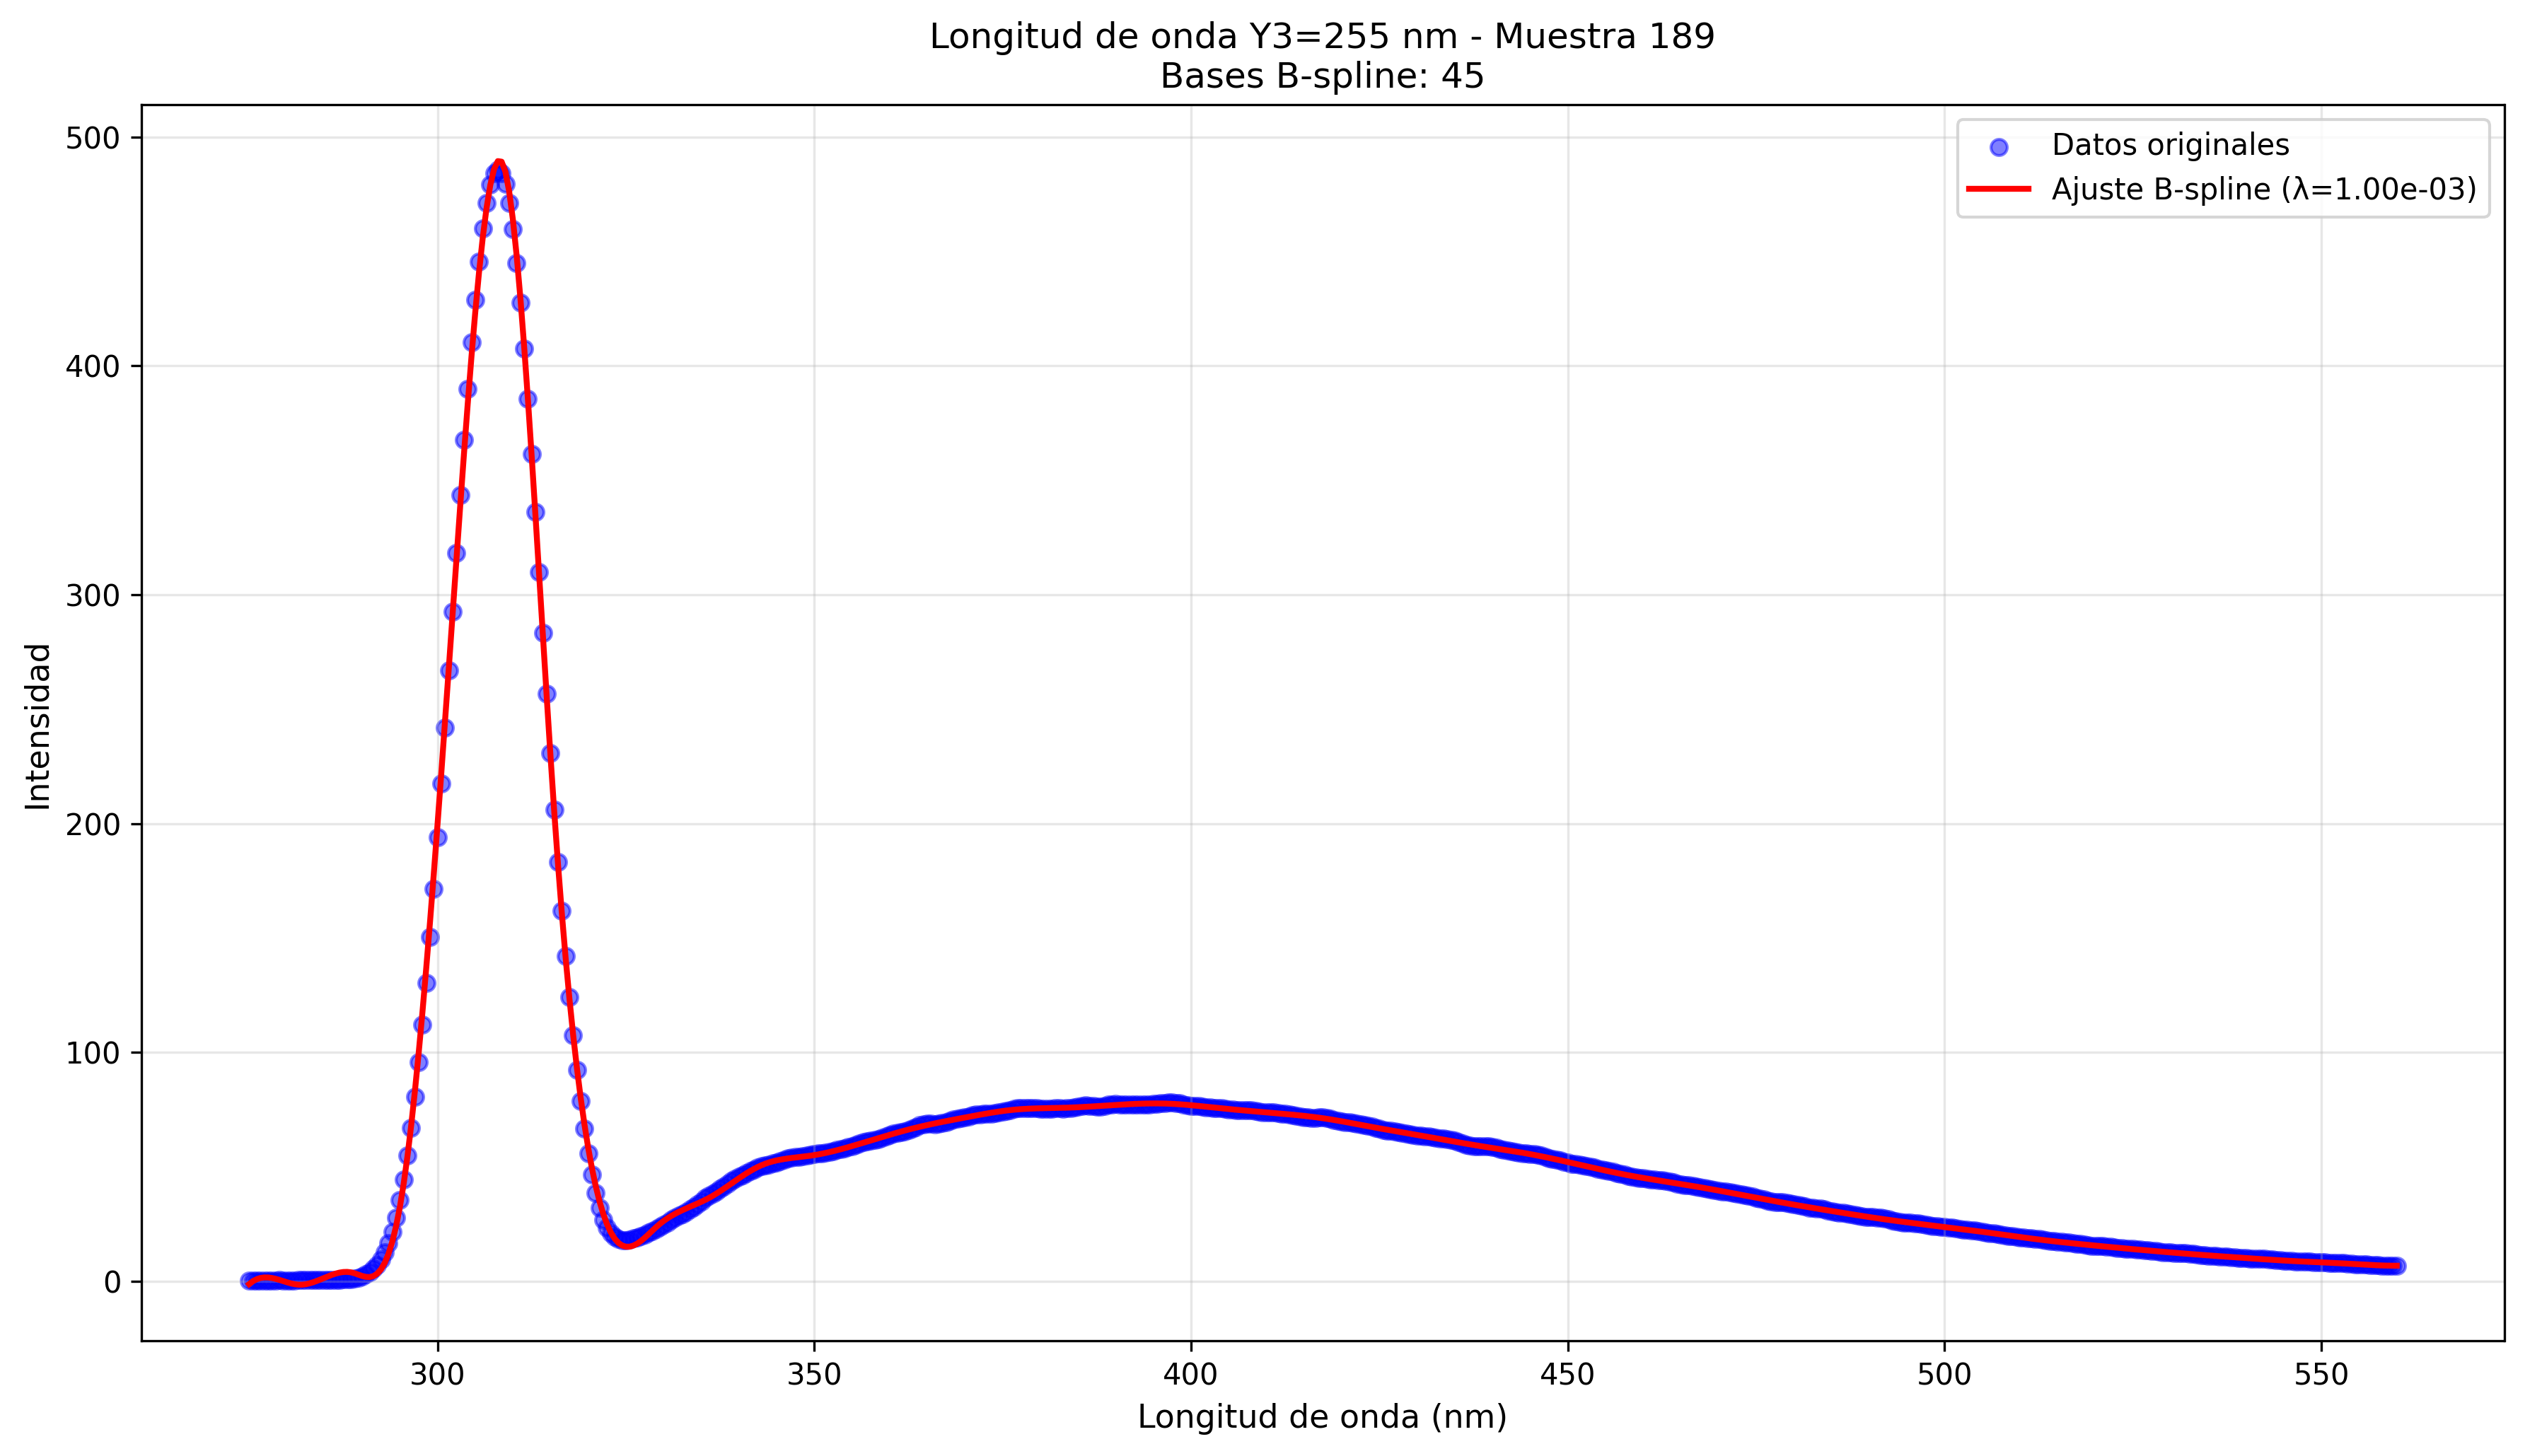 Longitud de onda Y3=255 nm - Muestra 189
Bases B-spline: 45
Datos originales
Ajuste B-spline (λ=1.00e-03)
Intensidad
500
400
300
200
100
0
300 350 400 450 500 550
Longitud de onda (nm)